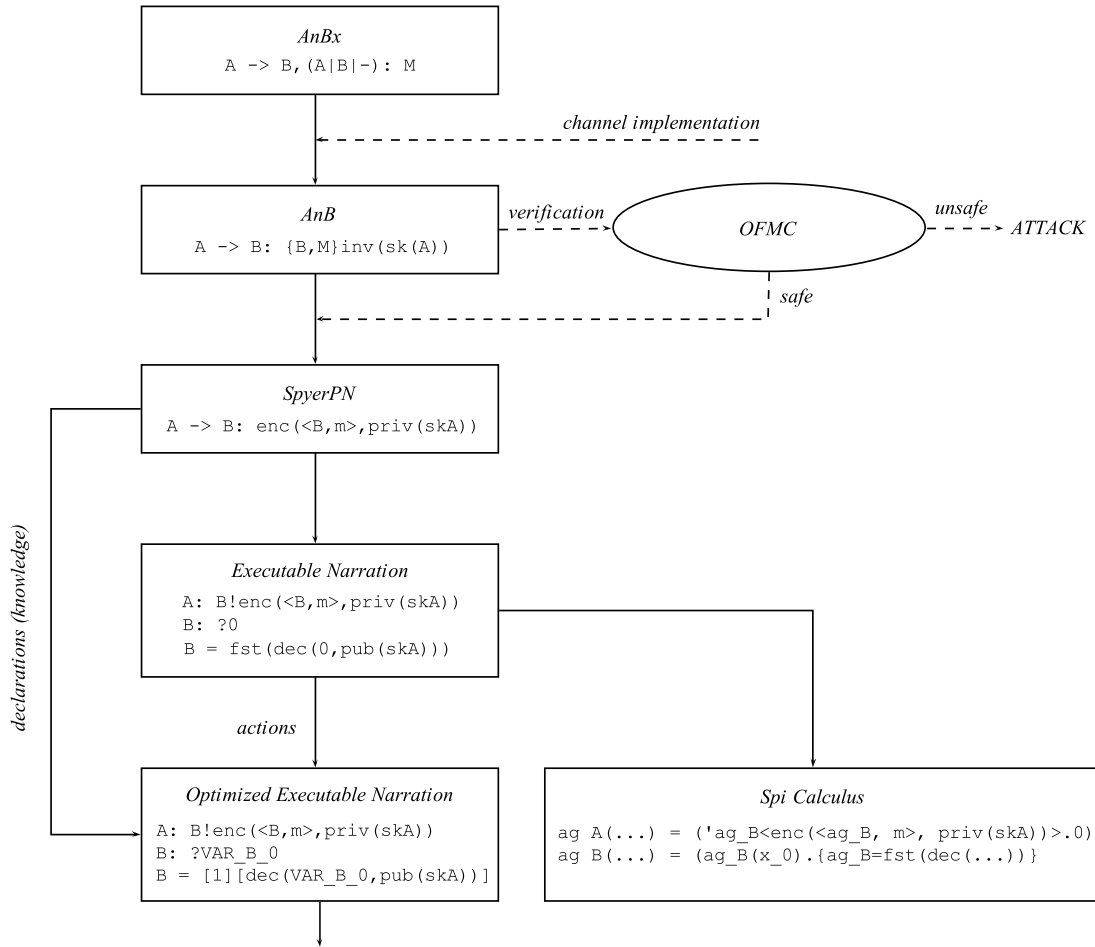 AnBx
A -> B,(A|B|-): M
channel implementation
AnB
A -> B: {B,M}inv(sk(A))
verification
OFMC
unsafe
ATTACK
safe
SpyerPN
A -> B: enc(<B,m>,priv(skA))
declarations (knowledge)
Executable Narration
A: B!enc(<B,m>,priv(skA))
B: ?0
B = fst(dec(0,pub(skA)))
actions
Optimized Executable Narration
A: B!enc(<B,m>,priv(skA))
B: ?VAR_B_0
B = [1][dec(VAR_B_0,pub(skA))]
Spi Calculus
ag A(...) = ('ag_B<enc(<ag_B, m>, priv(skA))>.0)
ag B(...) = (ag_B(x_0).{ag_B=fst(dec(...))}